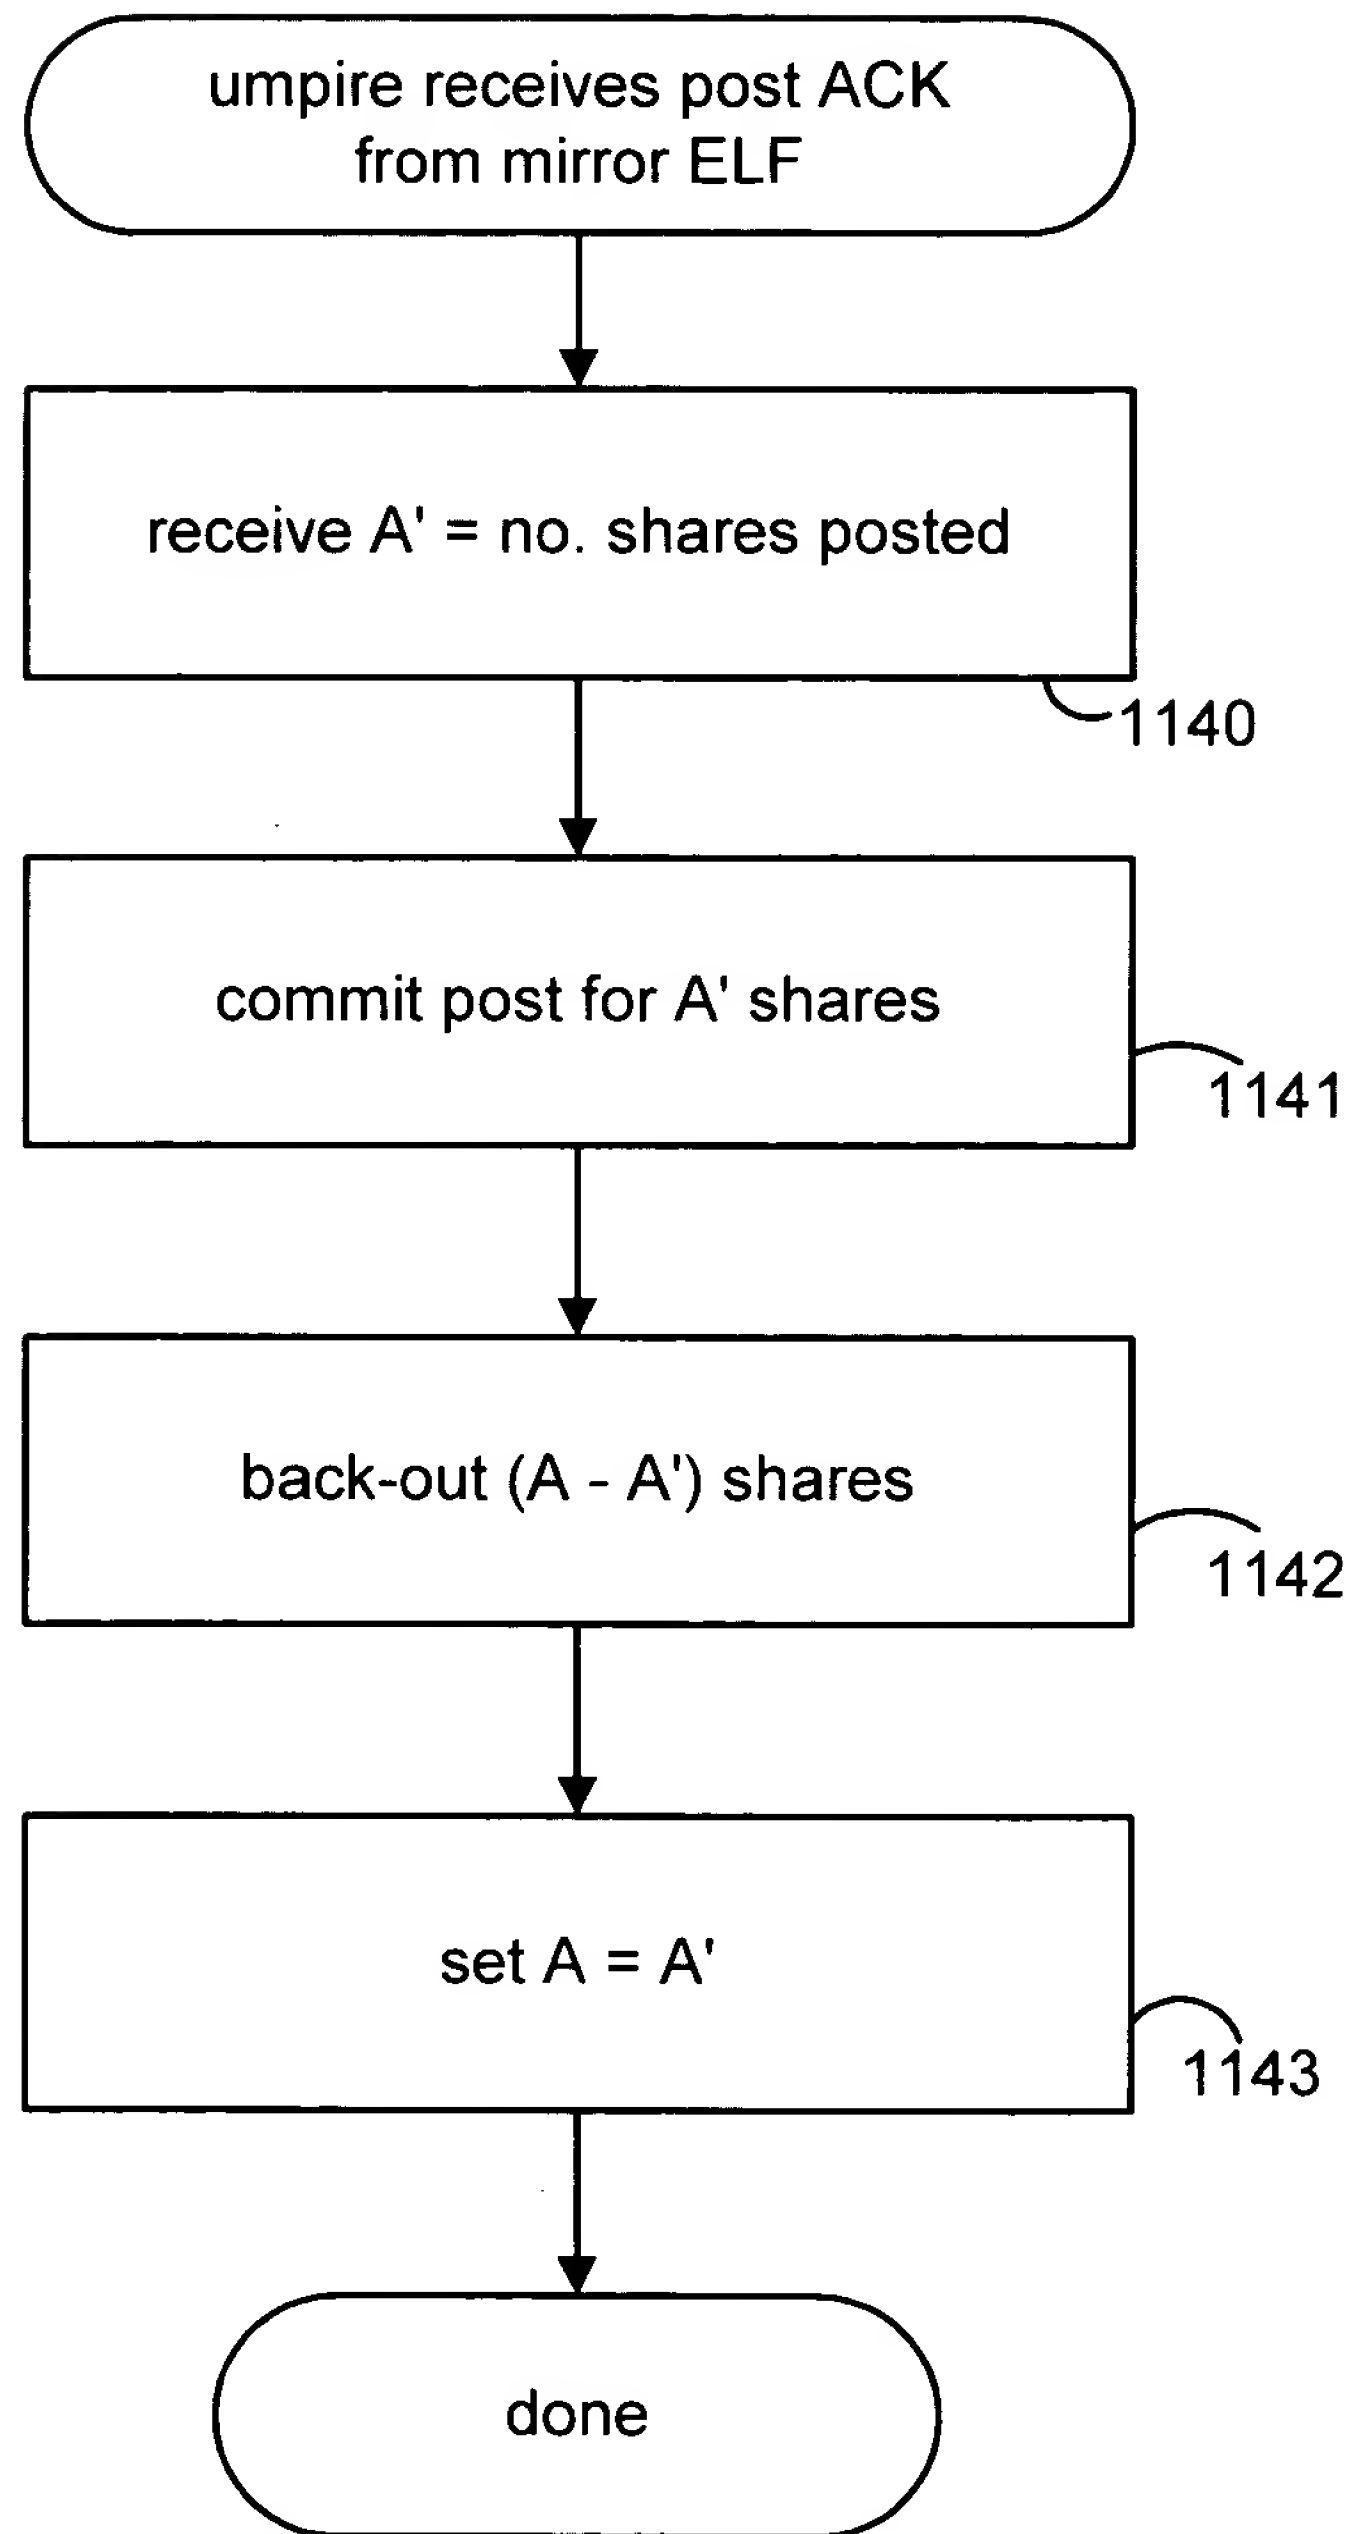 umpire receives post ACK
from mirror ELF
receive A' = no. shares posted
1140
commit post for A' shares
1141
back-out (A - A') shares
1142
set A = A'
1143
done